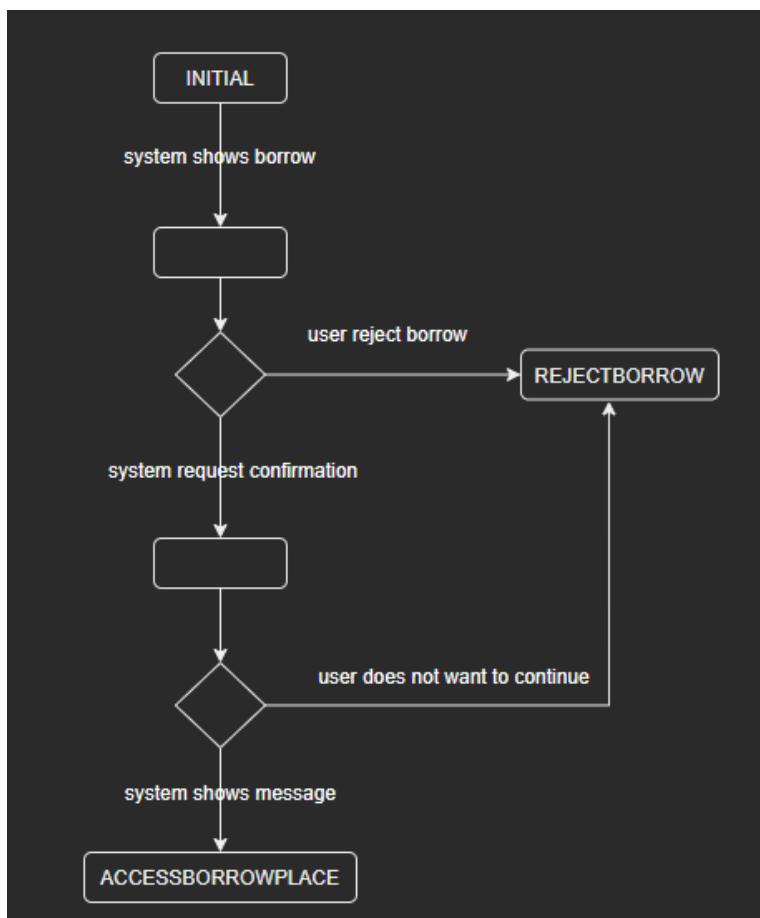 INITIAL
system shows borrow
user reject borrow
REJECTBORROW
system request confirmation
user does not want to continue
system shows message
ACCESSBORROWPLACE